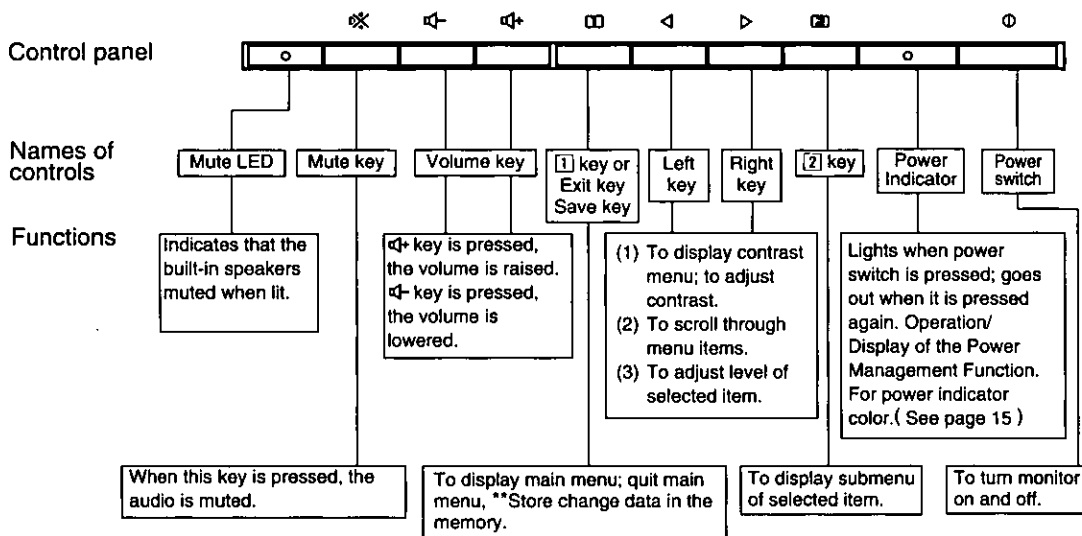 Control panel
Names of
controls
Mute LED
Mute key
Volume key
1 key or
Exit key
Save key
Left
key
Right
key
2 key
Power
Indicator
Power
switch
Functions
Indicates that the
built-in speakers
muted when lit.
+ key is pressed,
the volume is raised.
- key is pressed,
the volume is
lowered.
(1) To display contrast
menu; to adjust
contrast.
(2) To scroll through
menu items.
(3) To adjust level of
selected item.
Lights when power
switch is pressed; goes
out when it is pressed
again. Operation/
Display of the Power
Management Function.
For power indicator
color.( See page 15 )
When this key is pressed, the
audio is muted.
To display main menu; quit main
menu, **Store change data in the
memory.
To display submenu
of selected item.
To turn monitor
on and off.